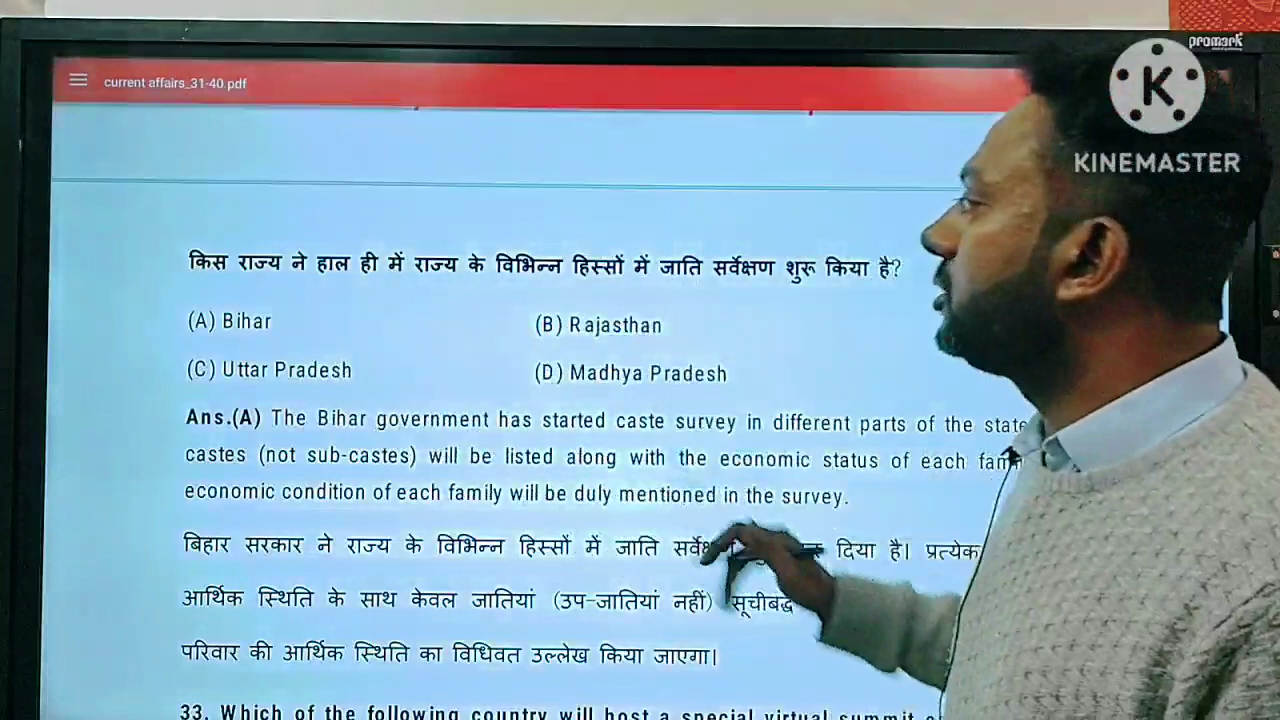 promark
current affairs_31-40.pdf
KINEMASTER
किस राज्य ने हाल ही में राज्य के विभिन्न हिस्सों में जाति सर्वेक्षण शुरू किया है?
(A) Bihar (B) Rajasthan
(C) Uttar Pradesh (D) Madhya Pradesh
Ans.(A) The Bihar government has started caste survey in different parts of the state
castes (not sub-castes) will be listed along with the economic status of each
economic condition of each family will be duly mentioned in the survey.
बिहार सरकार ने राज्य के विभिन्न हिस्सों में जाति दिया है। प्रत्येक
आर्थिक स्थिति के साथ केवल जातियां (उप-जातियां नहीं) सूचीबद्ध
परिवार की आर्थिक स्थिति का विधिवत उल्लेख किया जाएगा।
33. Which of the following country will host a special virtual summit